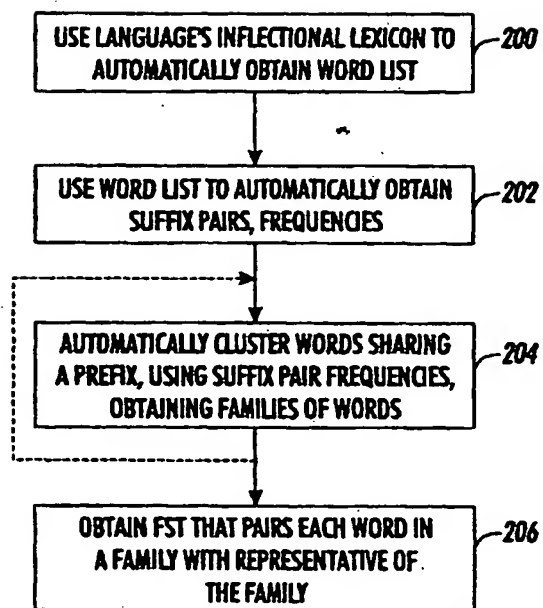 USE LANGUAGE'S INFLECTIONAL LEXICON TO
AUTOMATICALLY OBTAIN WORD LIST
200
USE WORD LIST TO AUTOMATICALLY OBTAIN
SUFFIX PAIRS, FREQUENCIES
202
AUTOMATICALLY CLUSTER WORDS SHARING
A PREFIX, USING SUFFIX PAIR FREQUENCIES,
OBTAINING FAMILIES OF WORDS
204
OBTAIN FST THAT PAIRS EACH WORD IN
A FAMILY WITH REPRESENTATIVE OF
THE FAMILY
206